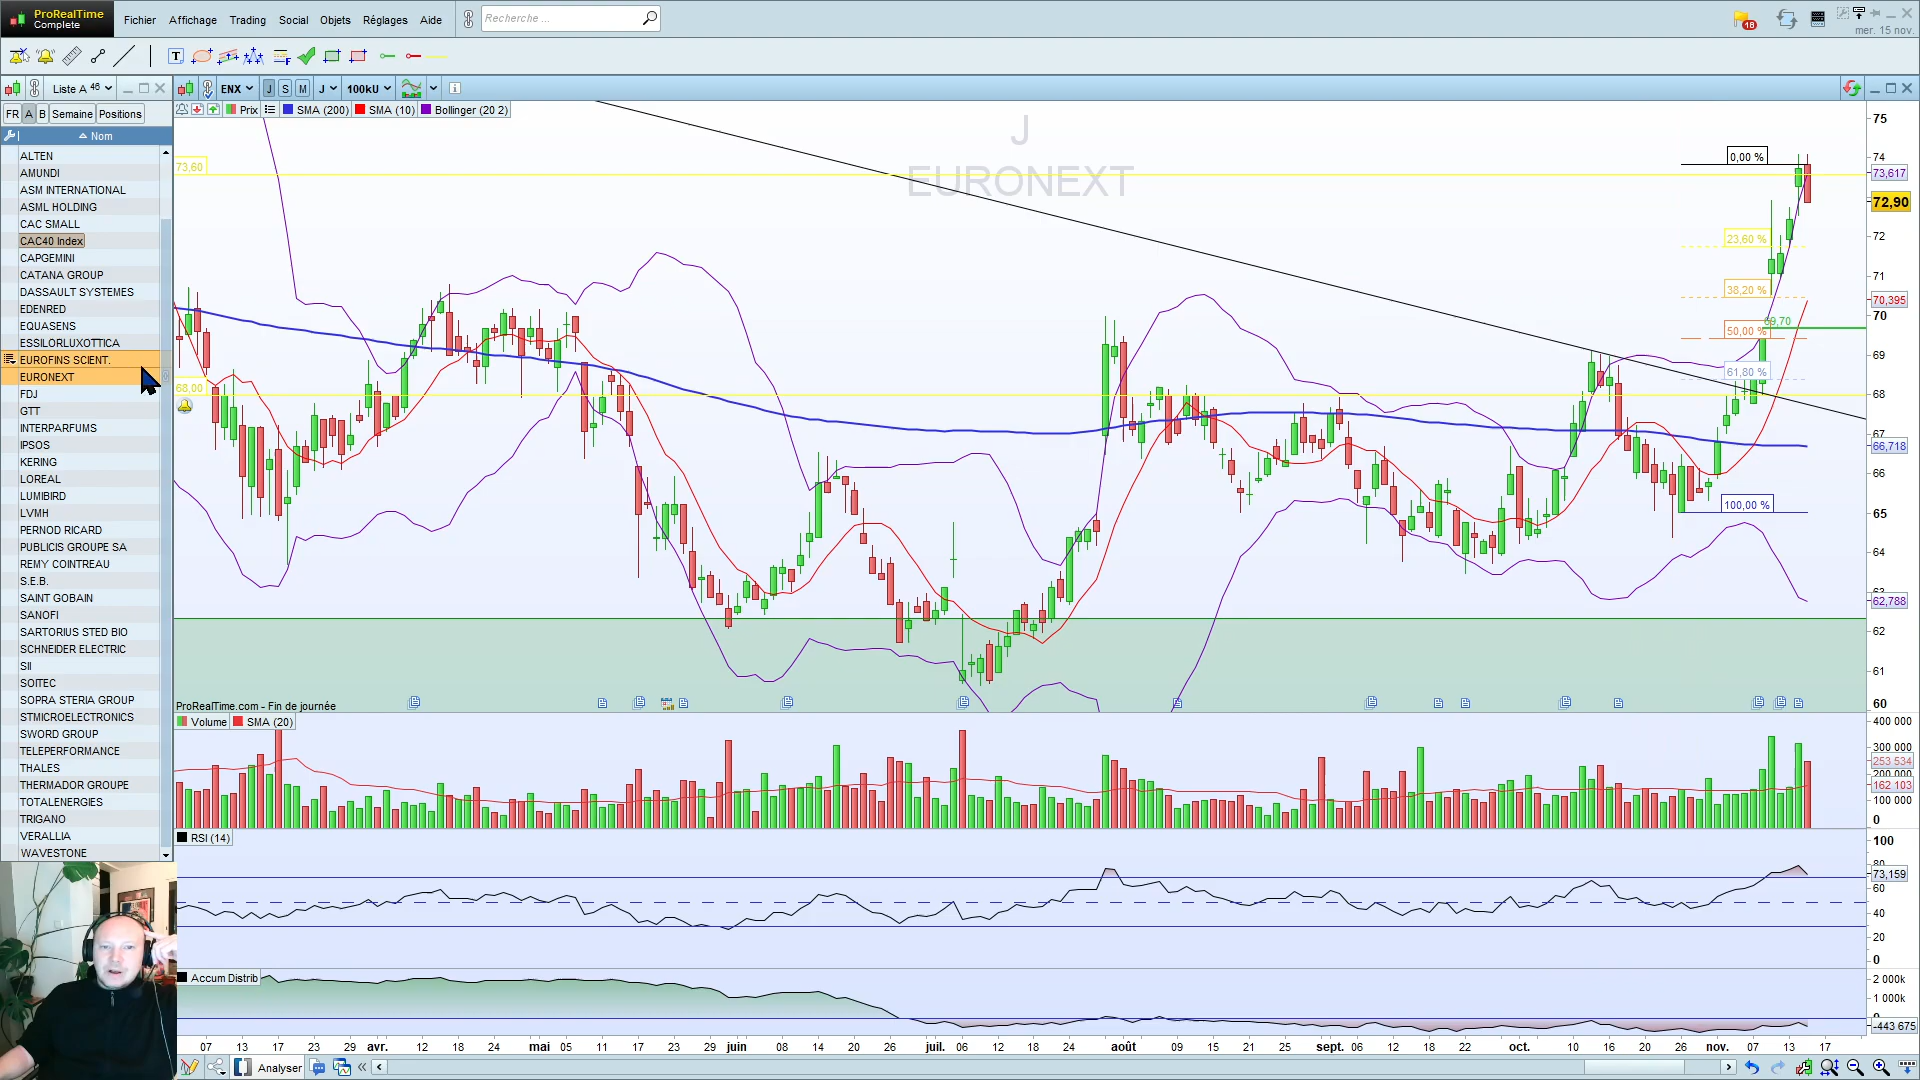 ProRealTime
Complete
Fichier Affichage Trading Social Objets Réglages Aide Recherche ... 18
mer. 15 nov.
T F
Liste A 46 ENX J S M J 100kU i
FR A B Semaine Positions
Prix SMA (200) SMA (10) Bollinger (20 2)
Nom
ALTEN
AMUNDI
ASM INTERNATIONAL
ASML HOLDING
CAC SMALL
CAC40 Index
CAPGEMINI
CATANA GROUP
DASSAULT SYSTEMES
EDENRED
EQUASENS
ESSILORLUXOTTICA
EUROFINS SCIENT.
EURONEXT
FDJ
GTT
INTERPARFUMS
IPSOS
KERING
LOREAL
LUMIBIRD
LVMH
PERNOD RICARD
PUBLICIS GROUPE SA
REMY COINTREAU
S.E.B.
SAINT GOBAIN
SANOFI
SARTORIUS STED BIO
SCHNEIDER ELECTRIC
SII
SOITEC
SOPRA STERIA GROUP
STMICROELECTRONICS
SWORD GROUP
TELEPERFORMANCE
THALES
THERMADOR GROUPE
TOTALENERGIES
TRIGANO
VERALLIA
WAVESTONE
J
EURONEXT
73,60
68,00
0,00 %
23,60 %
38,20 %
50,00 %
69,70
61,80 %
100,00 %
75
74
73,617
72,90
72
71
70,395
70
69
68
67
66,718
66
65
64
63
62,788
62
61
60
ProRealTime.com - Fin de journée
Volume SMA (20)
400 000
300 000
253 534
200 000
162 103
100 000
0
RSI (14)
100
80
73,159
60
40
20
0
Accum Distrib
2 000k
1 000k
0
-443 675
07 13 17 23 29 avr. 12 18 24 mai 05 11 17 23 29 juin 08 14 20 26 juil. 06 12 18 24 août 09 15 21 25 sept. 06 12 18 22 oct. 10 16 20 26 nov. 07 13 17
Analyser